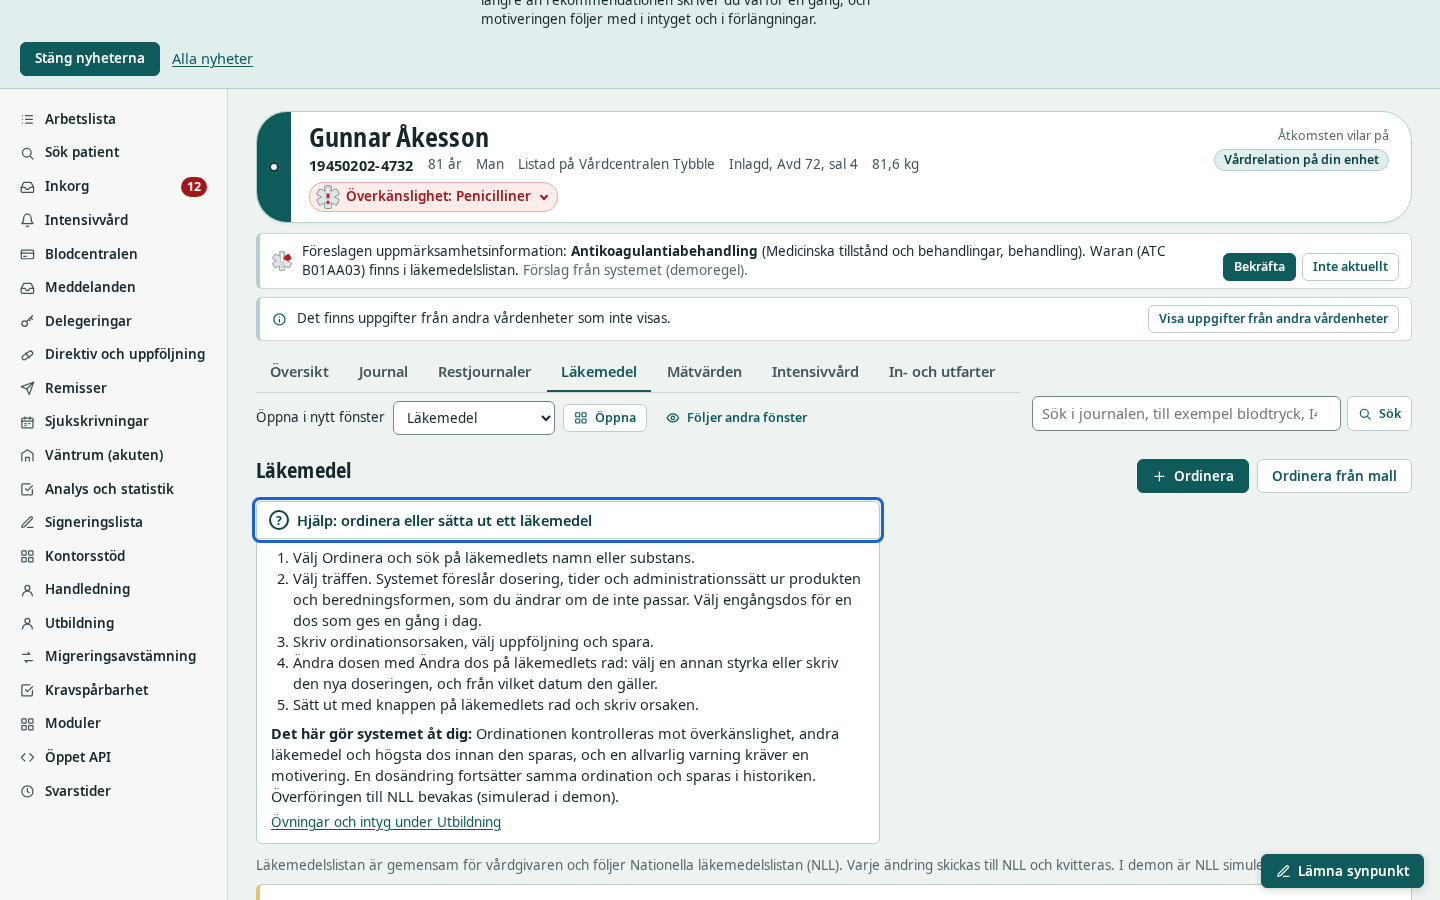 längre än rekommendationen skriver du varför en gång, och
motiveringen följer med i intyget och i förlängningar.
Stäng nyheterna
Alla nyheter
Arbetslista
Sök patient
Inkorg
12
Intensivvård
Blodcentralen
Meddelanden
Delegeringar
Direktiv och uppföljning
Remisser
Sjukskrivningar
Väntrum (akuten)
Analys och statistik
Signeringslista
Kontorsstöd
Handledning
Utbildning
Migreringsavstämning
Kravspårbarhet
Moduler
Öppet API
Svarstider
Gunnar Åkesson
19450202-4732 81 år Man Listad på Vårdcentralen Tybble Inlagd, Avd 72, sal 4 81,6 kg
Överkänslighet: Penicilliner
Åtkomsten vilar på
Vårdrelation på din enhet
Föreslagen uppmärksamhetsinformation: Antikoagulantiabehandling (Medicinska tillstånd och behandlingar, behandling). Waran (ATC
B01AA03) finns i läkemedelslistan. Förslag från systemet (demoregel).
Bekräfta
Inte aktuellt
Det finns uppgifter från andra vårdenheter som inte visas.
Visa uppgifter från andra vårdenheter
Översikt
Journal
Restjournaler
Läkemedel
Mätvärden
Intensivvård
In- och utfarter
Öppna i nytt fönster
Läkemedel
Öppna
Följer andra fönster
Sök i journalen, till exempel blodtryck, I4
Sök
Läkemedel
Ordinera
Ordinera från mall
? Hjälp: ordinera eller sätta ut ett läkemedel
1. Välj Ordinera och sök på läkemedlets namn eller substans.
2. Välj träffen. Systemet föreslår dosering, tider och administrationssätt ur produkten
och beredningsformen, som du ändrar om de inte passar. Välj engångsdos för en
dos som ges en gång i dag.
3. Skriv ordinationsorsaken, välj uppföljning och spara.
4. Ändra dosen med Ändra dos på läkemedlets rad: välj en annan styrka eller skriv
den nya doseringen, och från vilket datum den gäller.
5. Sätt ut med knappen på läkemedlets rad och skriv orsaken.
Det här gör systemet åt dig: Ordinationen kontrolleras mot överkänslighet, andra
läkemedel och högsta dos innan den sparas, och en allvarlig varning kräver en
motivering. En dosändring fortsätter samma ordination och sparas i historiken.
Överföringen till NLL bevakas (simulerad i demon).
Övningar och intyg under Utbildning
Läkemedelslistan är gemensam för vårdgivaren och följer Nationella läkemedelslistan (NLL). Varje ändring skickas till NLL och kvitteras. I demon är NLL simule
Lämna synpunkt